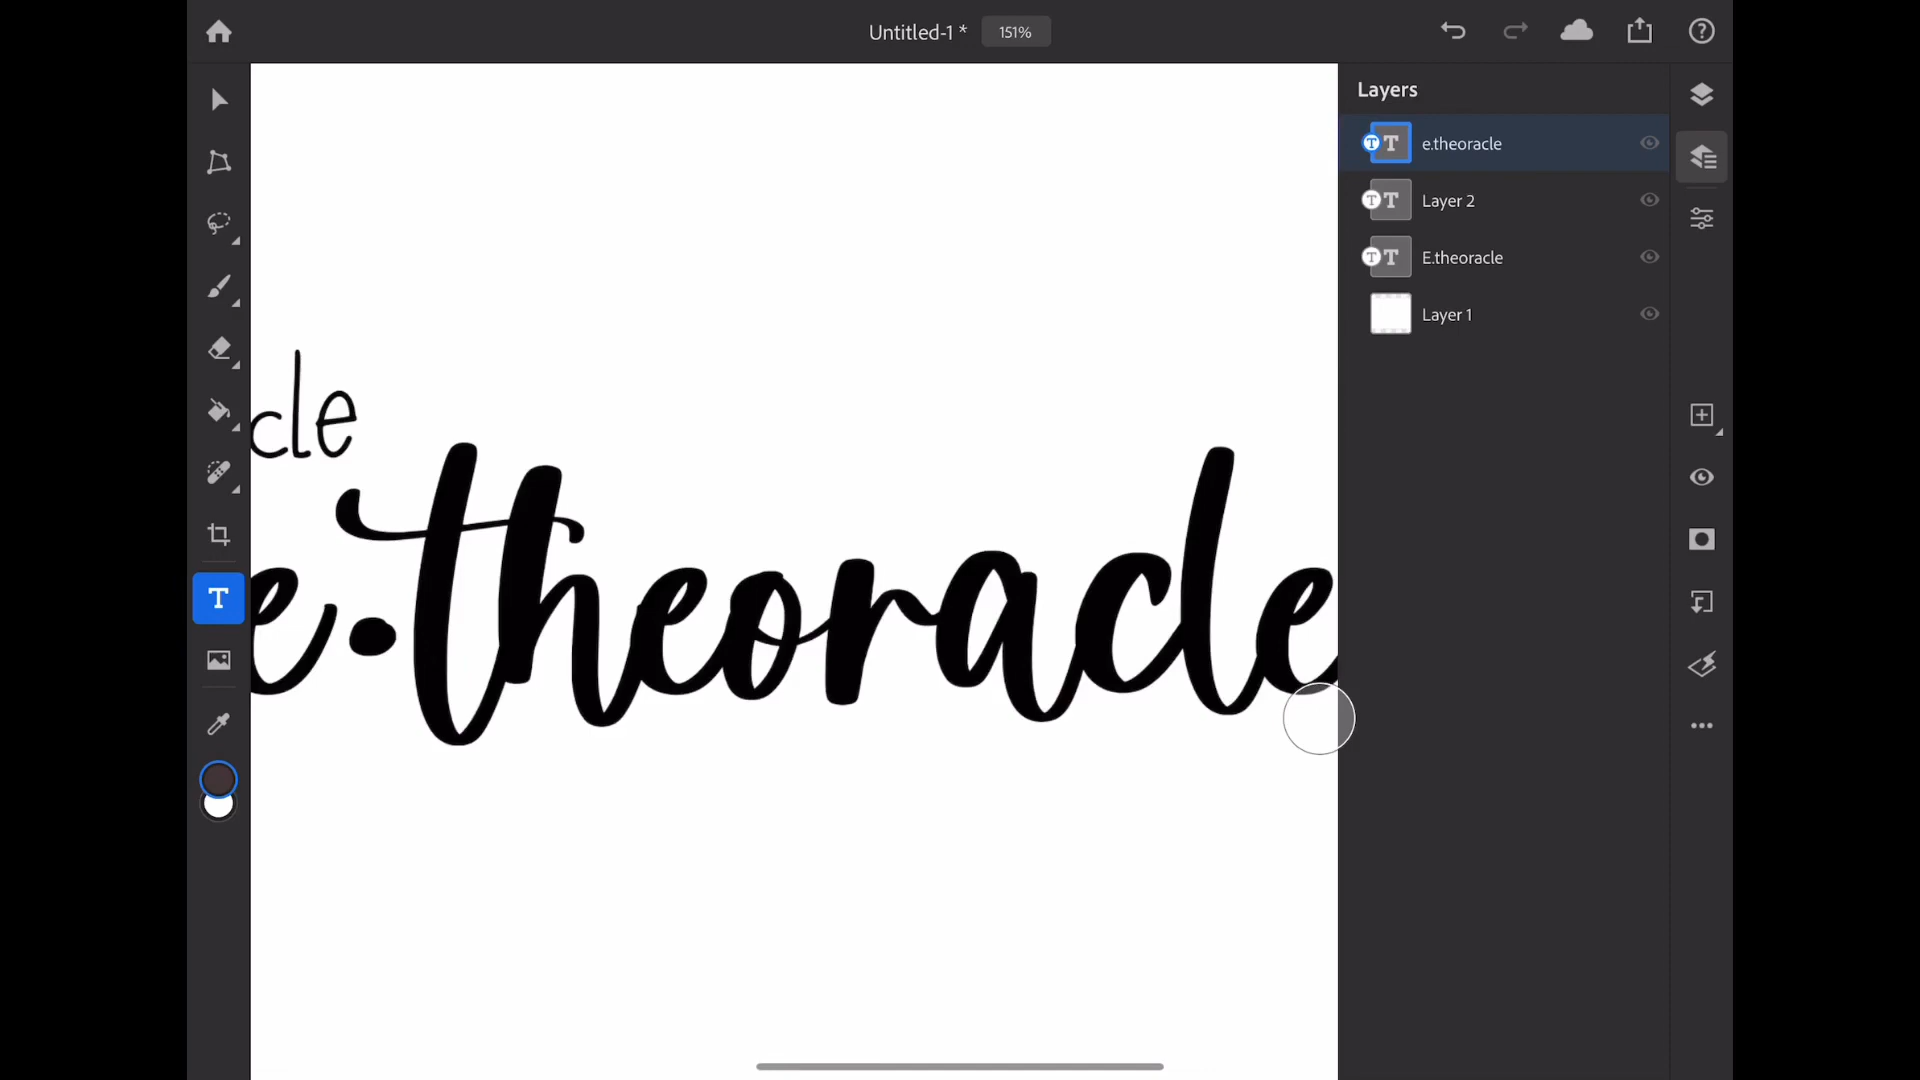 Untitled-1 * 151%
Layers
e.theoracle
Layer 2
E.theoracle
Layer 1
cle
e.theoracle